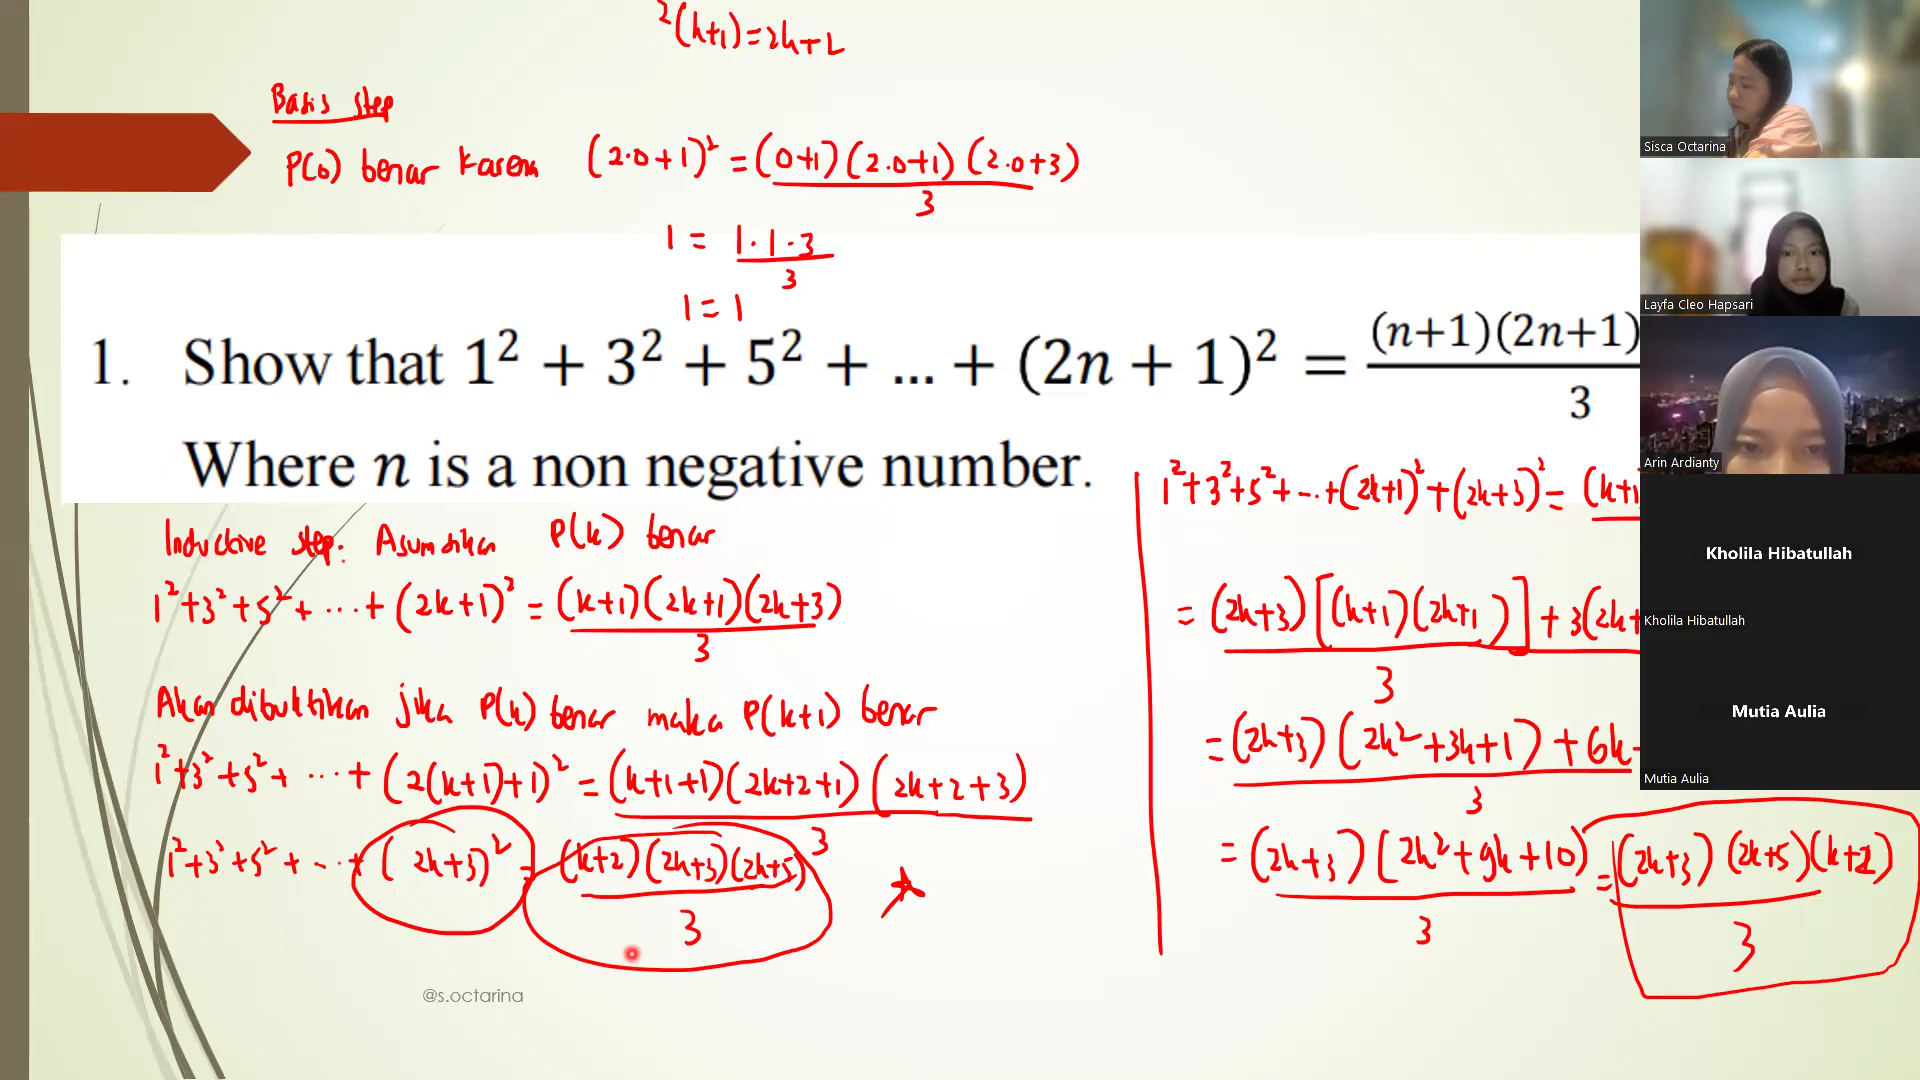 2(k+1)=2k+2
Basis step
P(0) benar karena (2·0+1)² = (0+1)(2·0+1)(2·0+3)
3
1 = 1·1·3
3
1 = 1
1. Show that 1² + 3² + 5² + ... + (2n + 1)² = (n+1)(2n+1)
3
Where n is a non negative number.
Inductive step: Asumsikan P(k) benar
1²+3²+5²+ ... + (2k+1)² = (k+1)(2k+1)(2k+3)
3
Akan dibuktikan jika P(k) benar maka P(k+1) benar
1²+3²+5²+ ... + (2(k+1)+1)² = (k+1+1)(2k+2+1)(2k+2+3)
3
1²+3²+5²+ ... + (2k+3)² = (k+2)(2k+3)(2k+5)
3
1²+3²+5²+ ... +(2k+1)²+(2k+3)² = (k+1
= (2k+3)[(k+1)(2k+1)] + 3(2k+
3
= (2k+3)(2k²+3k+1) + 6k
3
= (2k+3)(2k²+9k+10) = (2k+3)(2k+5)(k+2)
3 3
@s.octarina
Sisca Octarina
Layfa Cleo Hapsari
Arin Ardianty
Kholila Hibatullah
Kholila Hibatullah
Mutia Aulia
Mutia Aulia